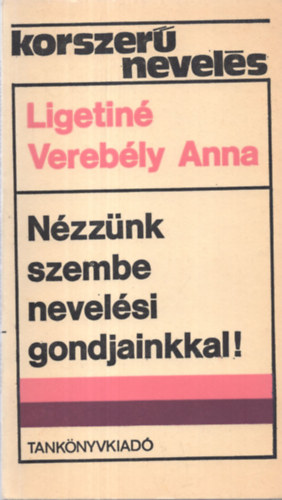 korszerű
nevelés
Ligetiné
Verebély Anna
Nézzünk
szembe
nevelési
gondjainkkal!
TANKÖNYVKIADÓ